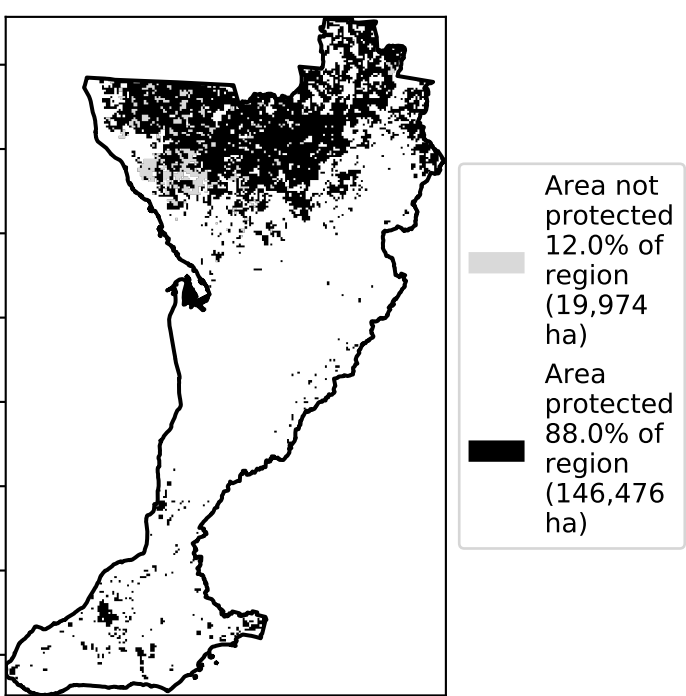 Area not
protected
12.0% of
region
(19,974
ha)
Area
protected
88.0% of
region
(146,476
ha)